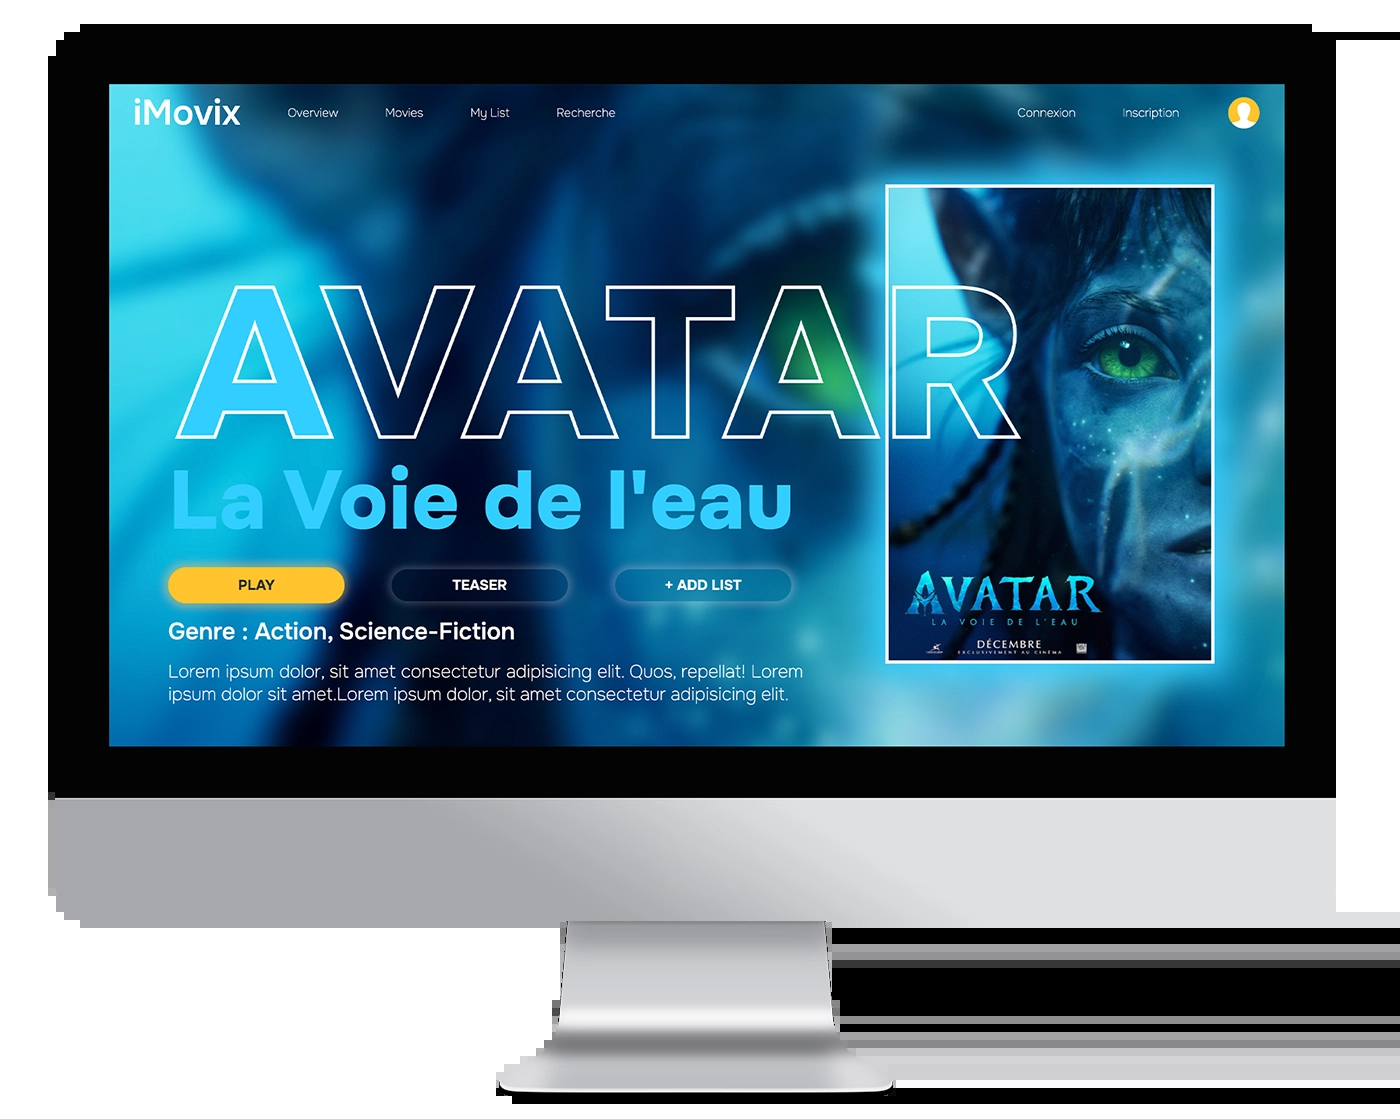 iMovix Overview Movies My List Recherche Connexion Inscription
AVATAR
La Voie de l'eau
PLAY TEASER + ADD LIST
Genre : Action, Science-Fiction
Lorem ipsum dolor, sit amet consectetur adipisicing elit. Quos, repellat! Lorem
ipsum dolor sit amet.Lorem ipsum dolor, sit amet consectetur adipisicing elit.
AVATAR
LA VOIE DE L'EAU
DÉCEMBRE
EXCLUSIVEMENT AU CINÉMA